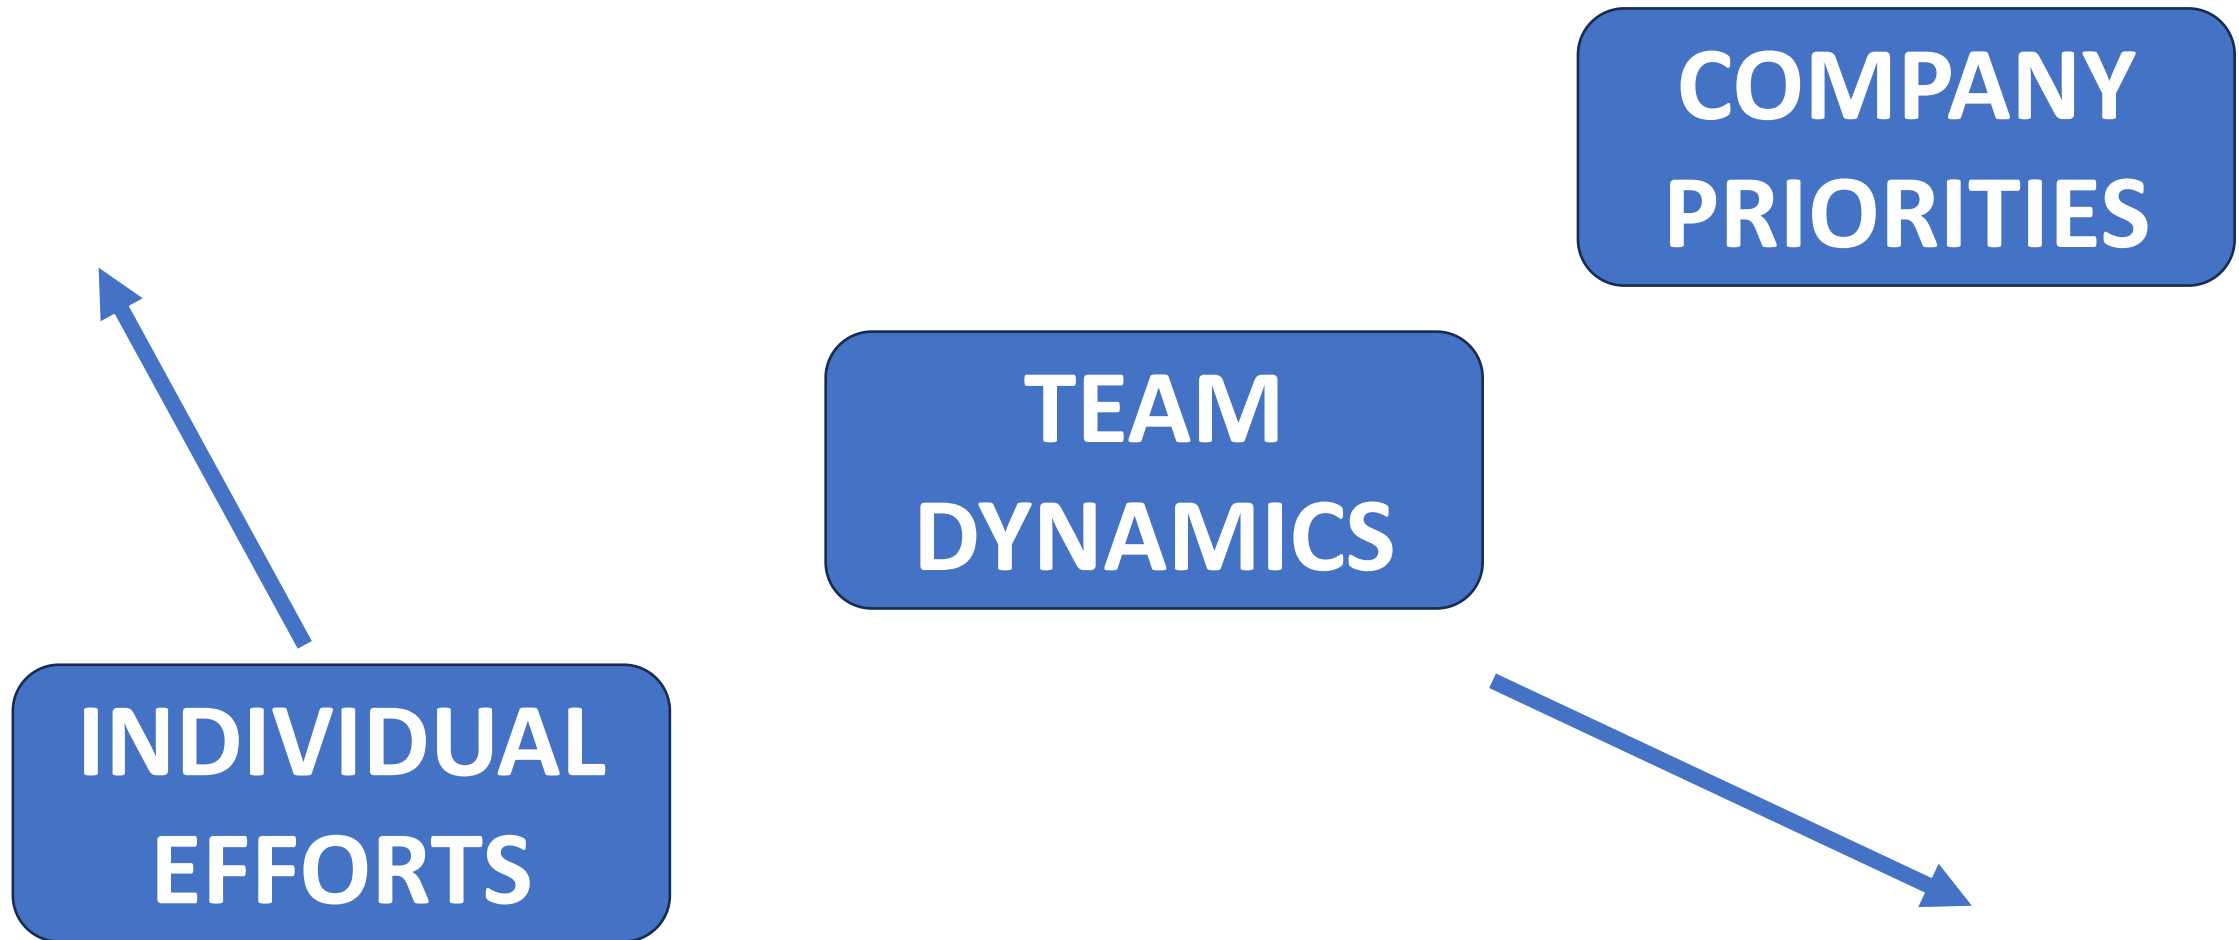 COMPANY
PRIORITIES
TEAM
DYNAMICS
INDIVIDUAL
EFFORTS